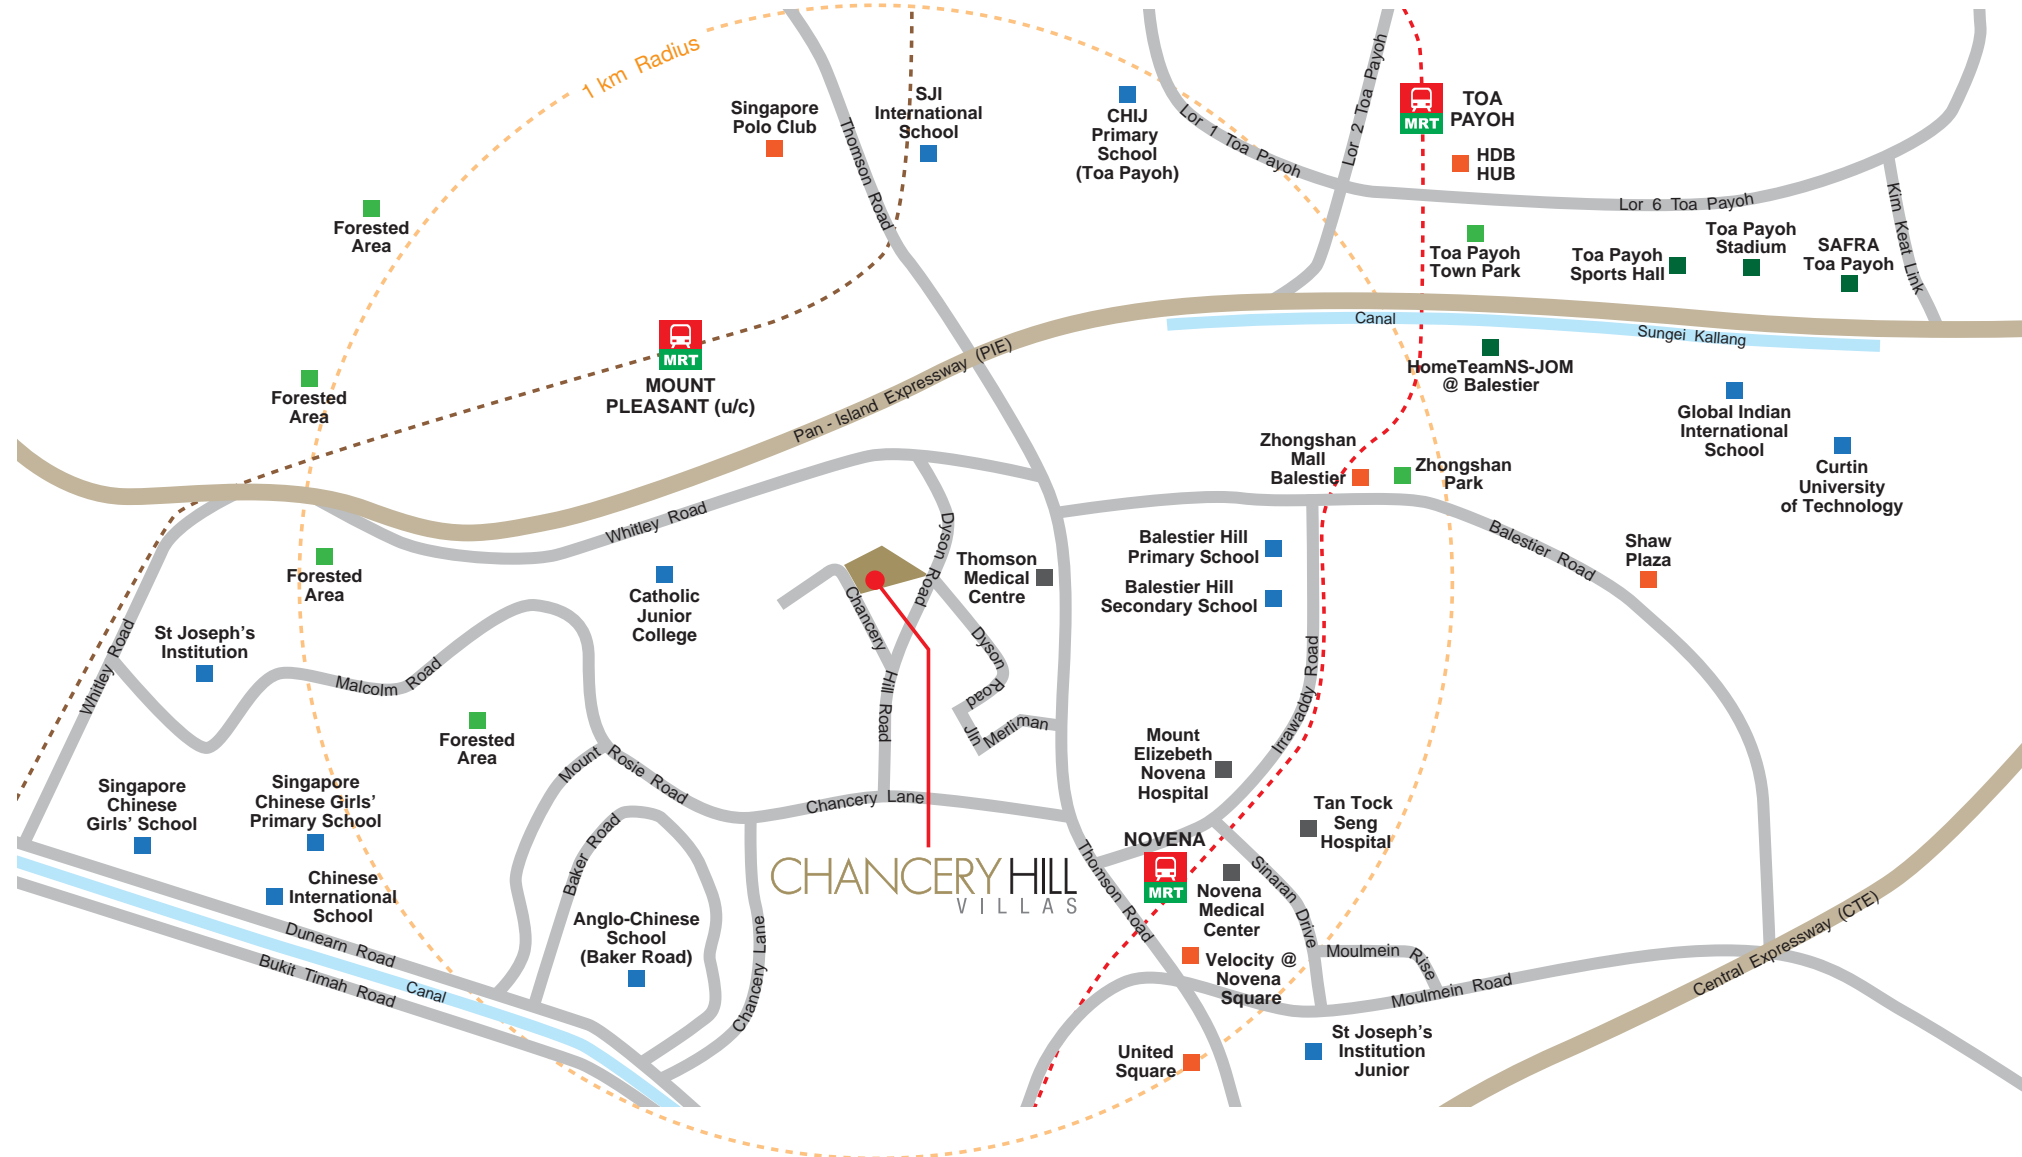 1 km Radius
Singapore
Polo Club
Thomson Road
SJI
International
School
CHIJ
Primary
School
(Toa Payoh)
Lor 1 Toa Payoh
Lor 2 Toa Payoh
MRT
TOA
PAYOH
HDB
HUB
Lor 6 Toa Payoh
Kim Keat Link
Forested
Area
Toa Payoh
Town Park
Toa Payoh
Sports Hall
Toa Payoh
Stadium
SAFRA
Toa Payoh
Canal
Sungei Kallang
MRT
MOUNT
PLEASANT (u/c)
Pan - Island Expressway (PIE)
HomeTeamNS-JOM
@ Balestier
Forested
Area
Global Indian
International
School
Curtin
University
of Technology
Zhongshan
Mall
Balestier
Zhongshan
Park
Whitley Road
Dyson Road
Balestier Road
Thomson
Medical
Centre
Balestier Hill
Primary School
Balestier Hill
Secondary School
Shaw
Plaza
Forested
Area
Catholic
Junior
College
Chancery
Hill Road
Dyson
Road
Jln
Merliman
St Joseph's
Institution
Whitley Road
Malcolm Road
Irrawaddy Road
Forested
Area
Mount
Rosie Road
Mount
Elizebeth
Novena
Hospital
Singapore
Chinese
Girls' School
Singapore
Chinese Girls'
Primary School
Chancery Lane
Tan Tock
Seng
Hospital
Baker Road
NOVENA
MRT
Thomson Road
Sinaran Drive
CHANCERY HILL
VILLAS
Novena
Medical
Center
Chinese
International
School
Anglo-Chinese
School
(Baker Road)
Chancery Lane
Dunearn Road
Canal
Bukit Timah Road
Velocity @
Novena
Square
Moulmein Rise
Moulmein Road
Central Expressway (CTE)
United
Square
St Joseph's
Institution
Junior